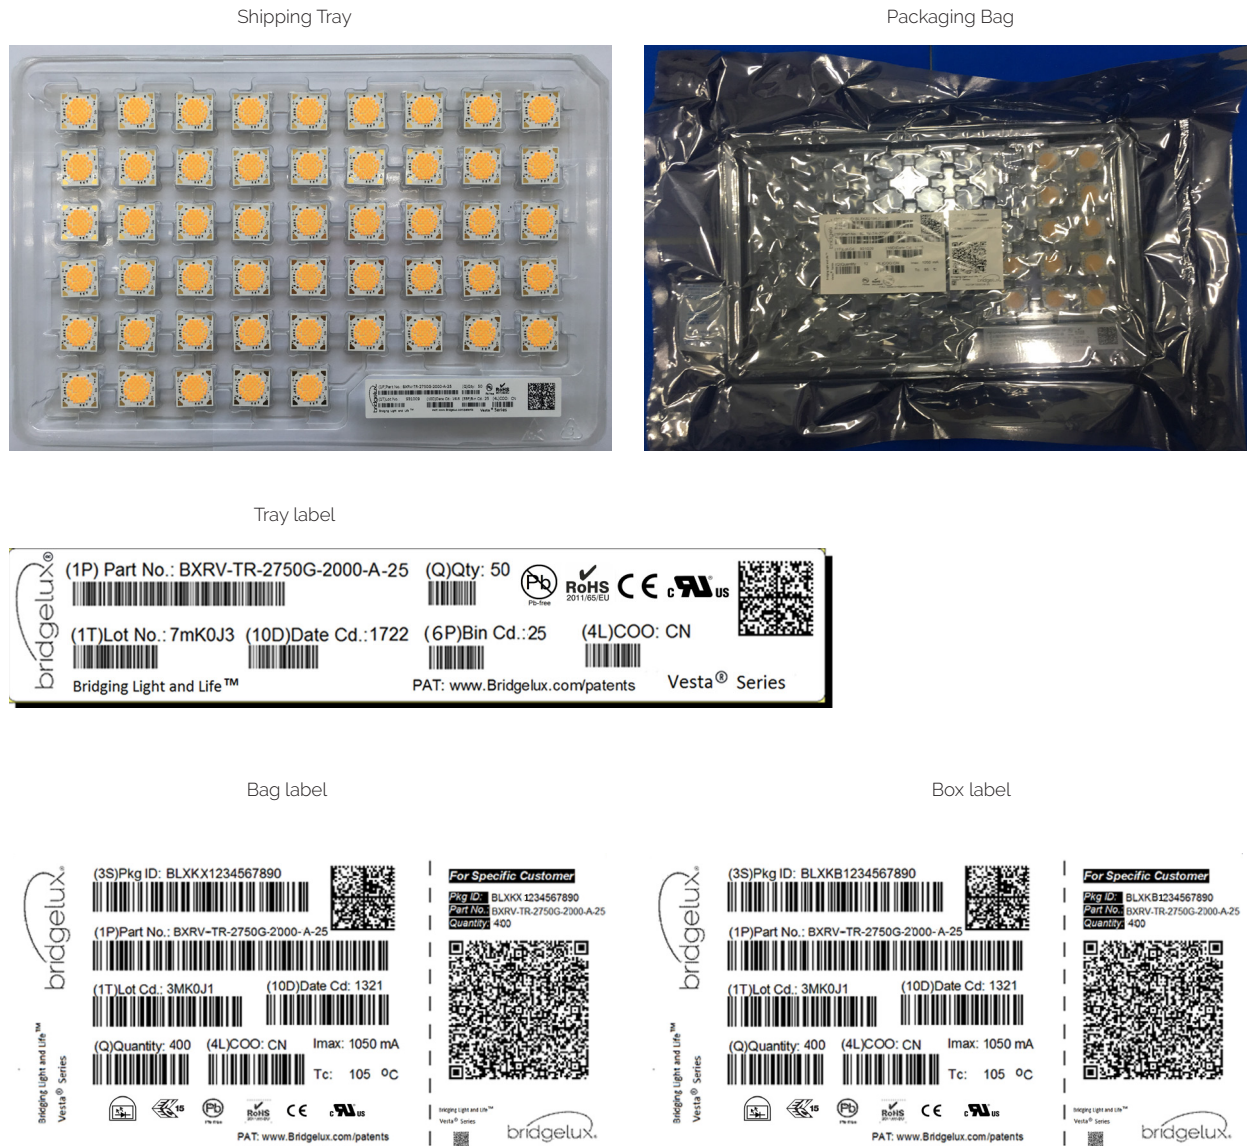 Shipping Tray
Packaging Bag
Tray label
bridgelux®
(1P) Part No.: BXRV-TR-2750G-2000-A-25 (Q)Qty: 50
Pb
Pb-free
RoHS
2011/65/EU
CE
c RU US
(1T)Lot No.: 7mK0J3 (10D)Date Cd.:1722 (6P)Bin Cd.:25 (4L)COO: CN
Bridging Light and Life™ PAT: www.Bridgelux.com/patents Vesta® Series
Bag label
bridgelux®
Bridging Light and Life™
Vesta® Series
(3S)Pkg ID: BLXKX1234567890
(1P)Part No.: BXRV-TR-2750G-2000-A-25
(1T)Lot Cd.: 3MK0J1 (10D)Date Cd: 1321
(Q)Quantity: 400 (4L)COO: CN Imax: 1050 mA
Tc: 105 ºC
15
Pb
RoHS
CE
c RU US
PAT: www.Bridgelux.com/patents
For Specific Customer
Pkg ID: BLXKX 1234567890
Part No.: BXRV-TR-2750G-2000-A-25
Quantity: 400
Bridging Light and Life™
Vesta® Series
bridgelux.
Box label
bridgelux®
Bridging Light and Life™
Vesta® Series
(3S)Pkg ID: BLXKB1234567890
(1P)Part No.: BXRV-TR-2750G-2000-A-25
(1T)Lot Cd.: 3MK0J1 (10D)Date Cd: 1321
(Q)Quantity: 400 (4L)COO: CN Imax: 1050 mA
Tc: 105 ºC
15
Pb
RoHS
CE
c RU US
PAT: www.Bridgelux.com/patents
For Specific Customer
Pkg ID: BLXKB1234567890
Part No.: BXRV-TR-2750G-2000-A-25
Quantity: 400
Bridging Light and Life™
Vesta® Series
bridgelux.